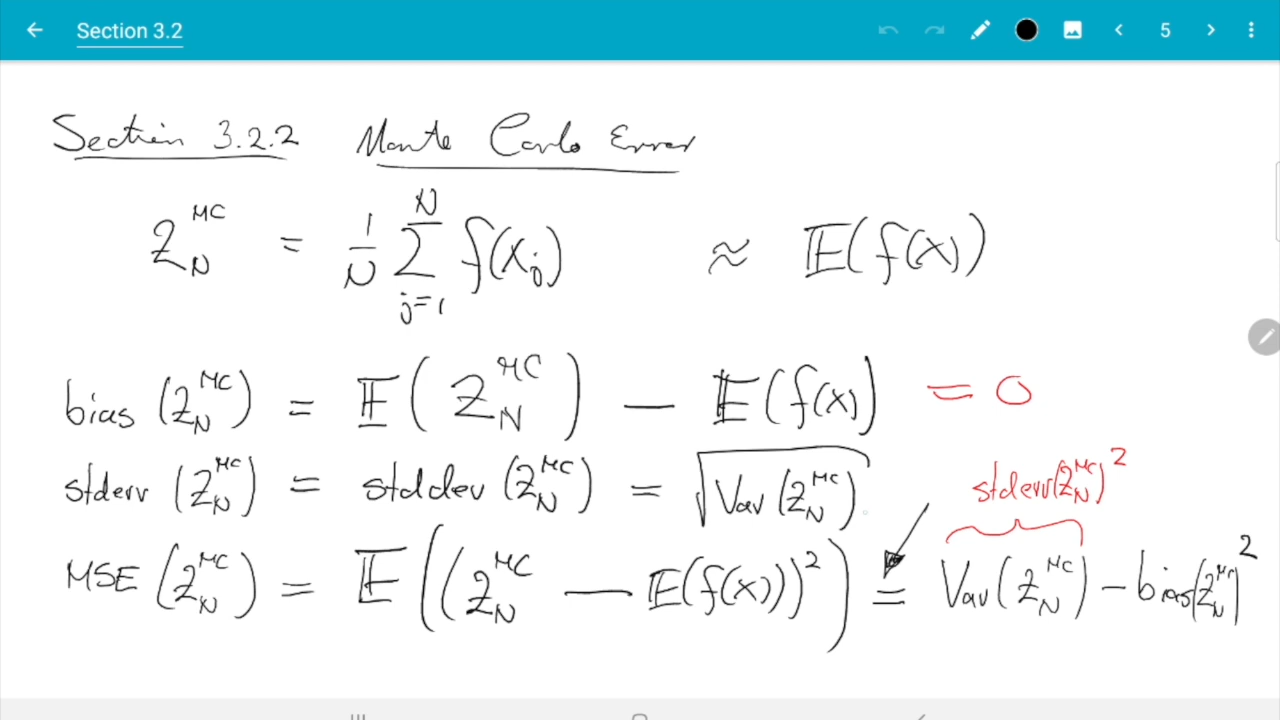 Section 3.2
5
Section 3.2.2 Monte Carlo Error
Z_N^{MC} = 1/N ∑_{j=1}^{N} f(X_j) ≈ 𝔼(f(X))
bias (Z_N^{MC}) = 𝔼(Z_N^{MC}) − 𝔼(f(X)) = 0
stderr (Z_N^{MC}) = stddev (Z_N^{MC}) = √Var(Z_N^{MC})
stderr(Z_N^{MC})^2
MSE (Z_N^{MC}) = 𝔼((Z_N^{MC} − 𝔼(f(X)))^2) = Var(Z_N^{MC}) − bias(Z_N^{MC})^2